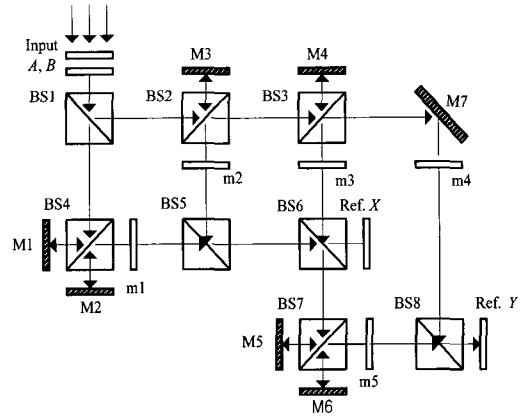 Input
A, B
M3
M4
M7
BS1
BS2
BS3
m2
m3
m4
BS4
BS5
BS6
Ref. X
M1
m1
M2
BS7
BS8
Ref. Y
M5
m5
M6